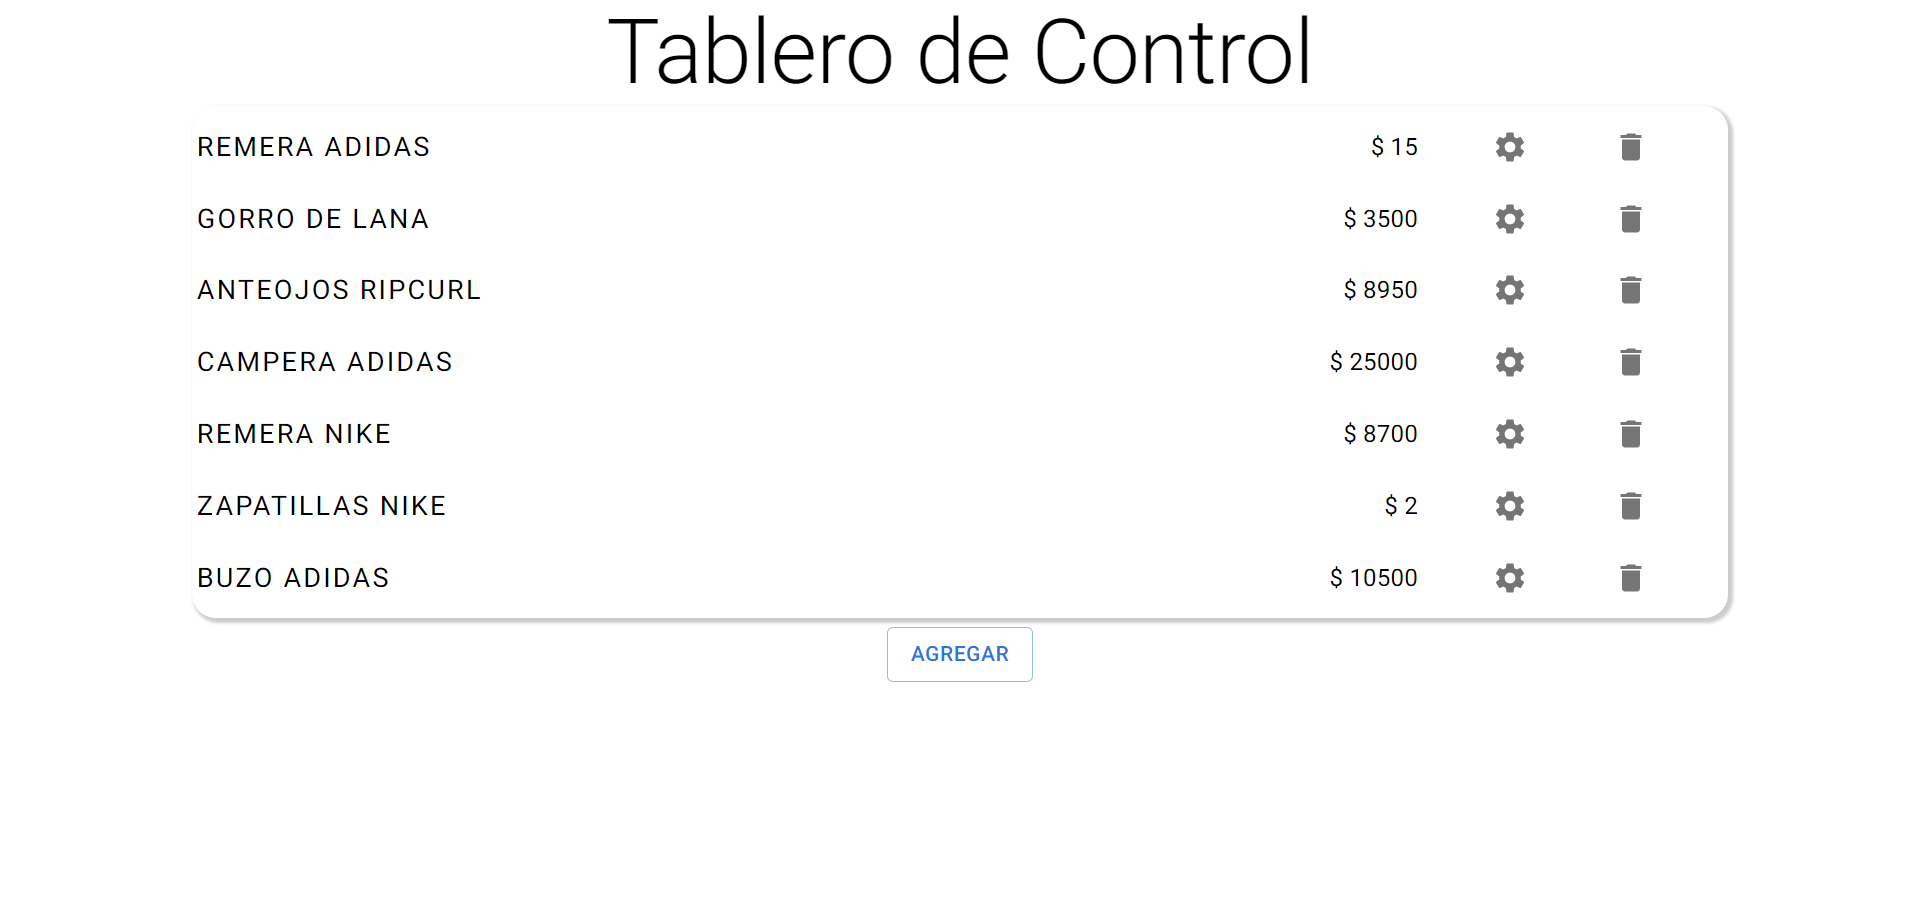 Tablero de Control
REMERA ADIDAS $ 15
GORRO DE LANA $ 3500
ANTEOJOS RIPCURL $ 8950
CAMPERA ADIDAS $ 25000
REMERA NIKE $ 8700
ZAPATILLAS NIKE $ 2
BUZO ADIDAS $ 10500
AGREGAR